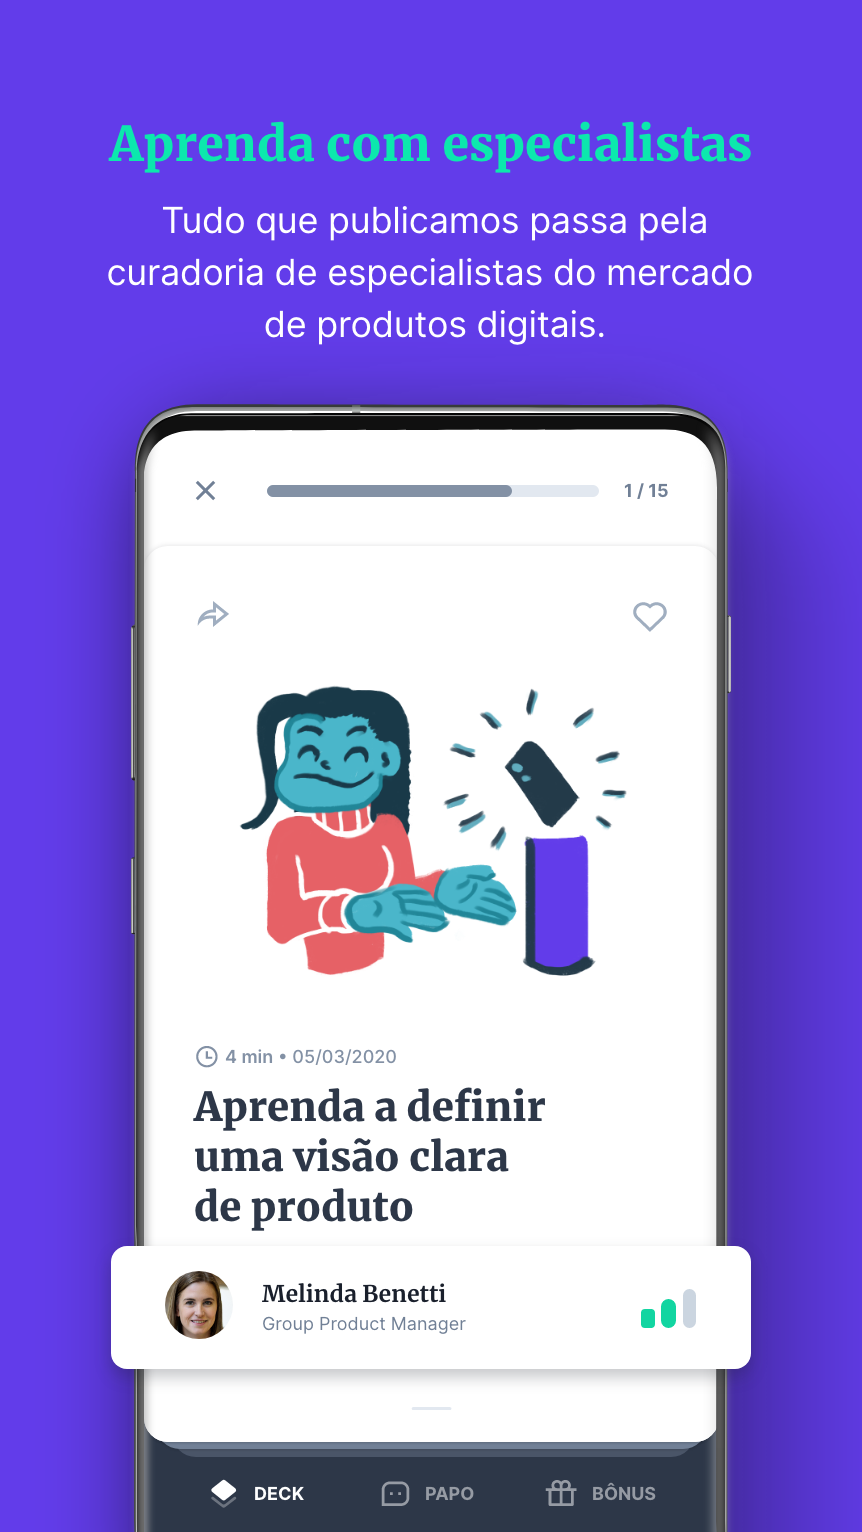 Aprenda com especialistas
Tudo que publicamos passa pela
curadoria de especialistas do mercado
de produtos digitais.
1 / 15
4 min • 05/03/2020
Aprenda a definir
uma visão clara
de produto
Melinda Benetti
Group Product Manager
DECK PAPO BÔNUS